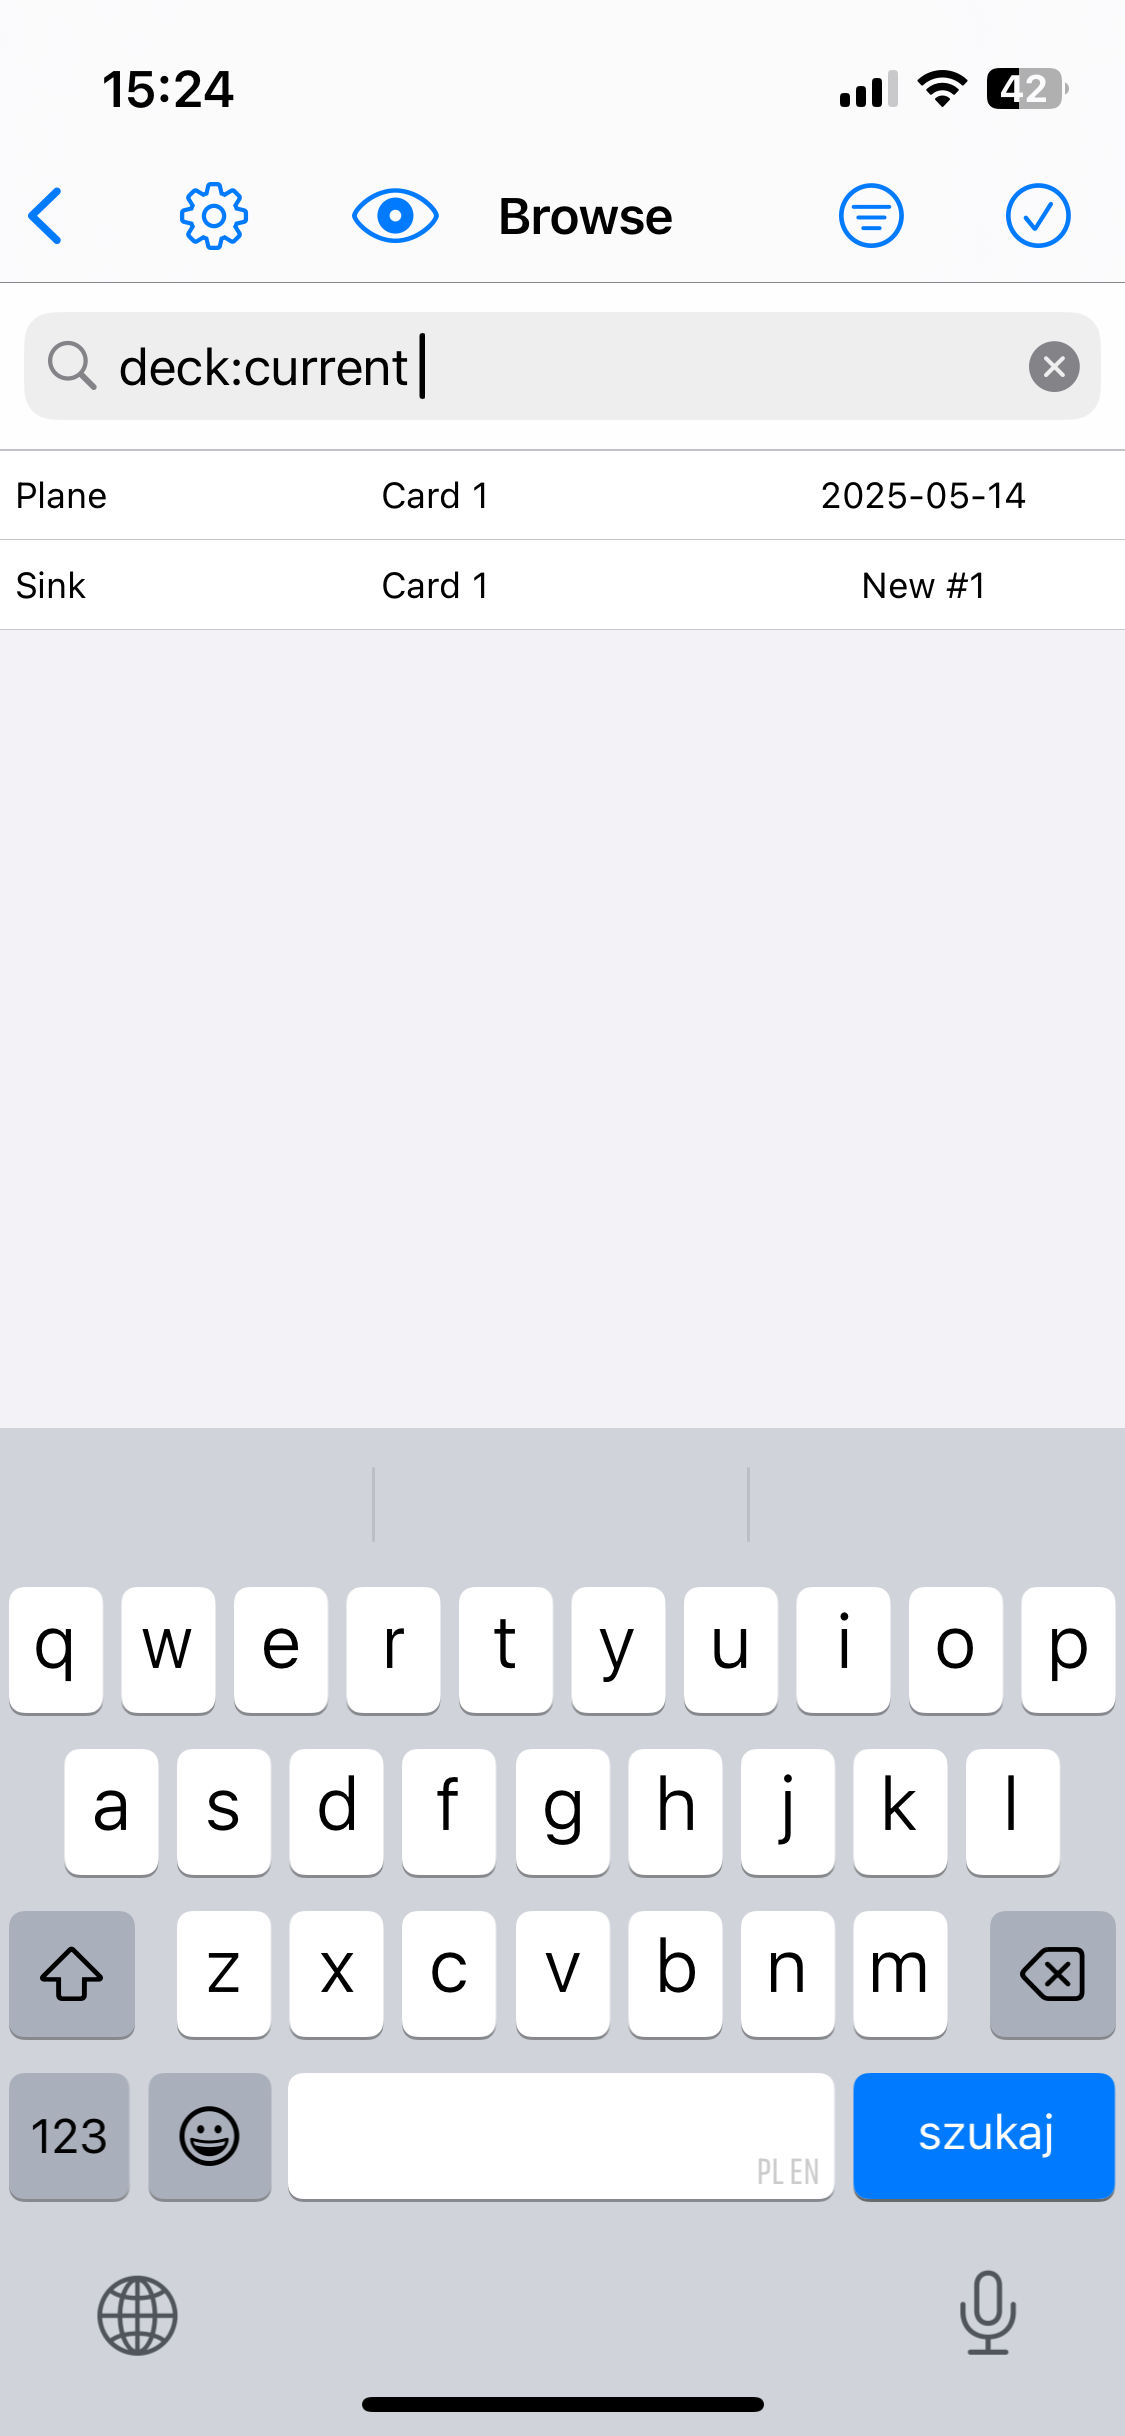 15:24 42
Browse
deck:current
Plane Card 1 2025-05-14
Sink Card 1 New #1
q w e r t y u i o p
a s d f g h j k l
z x c v b n m
123 PL EN szukaj